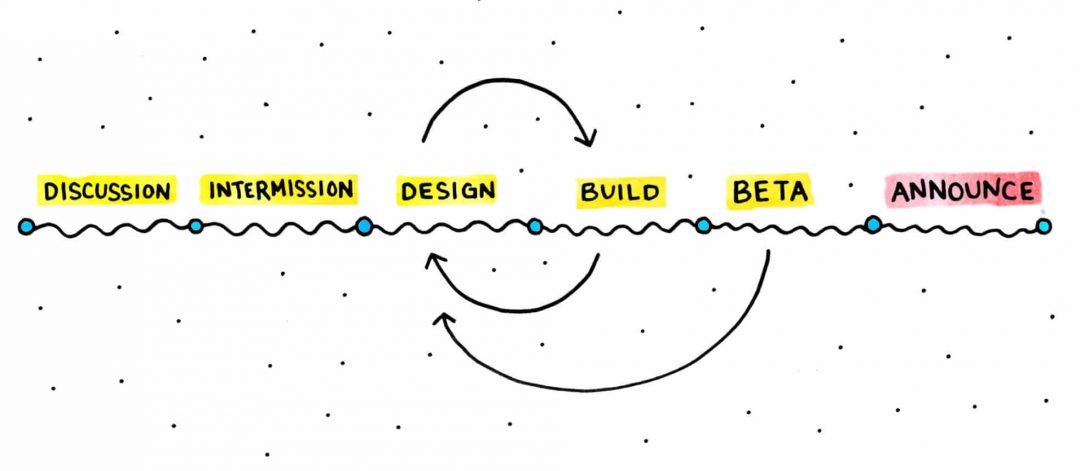 DISCUSSION INTERMISSION DESIGN BUILD BETA ANNOUNCE